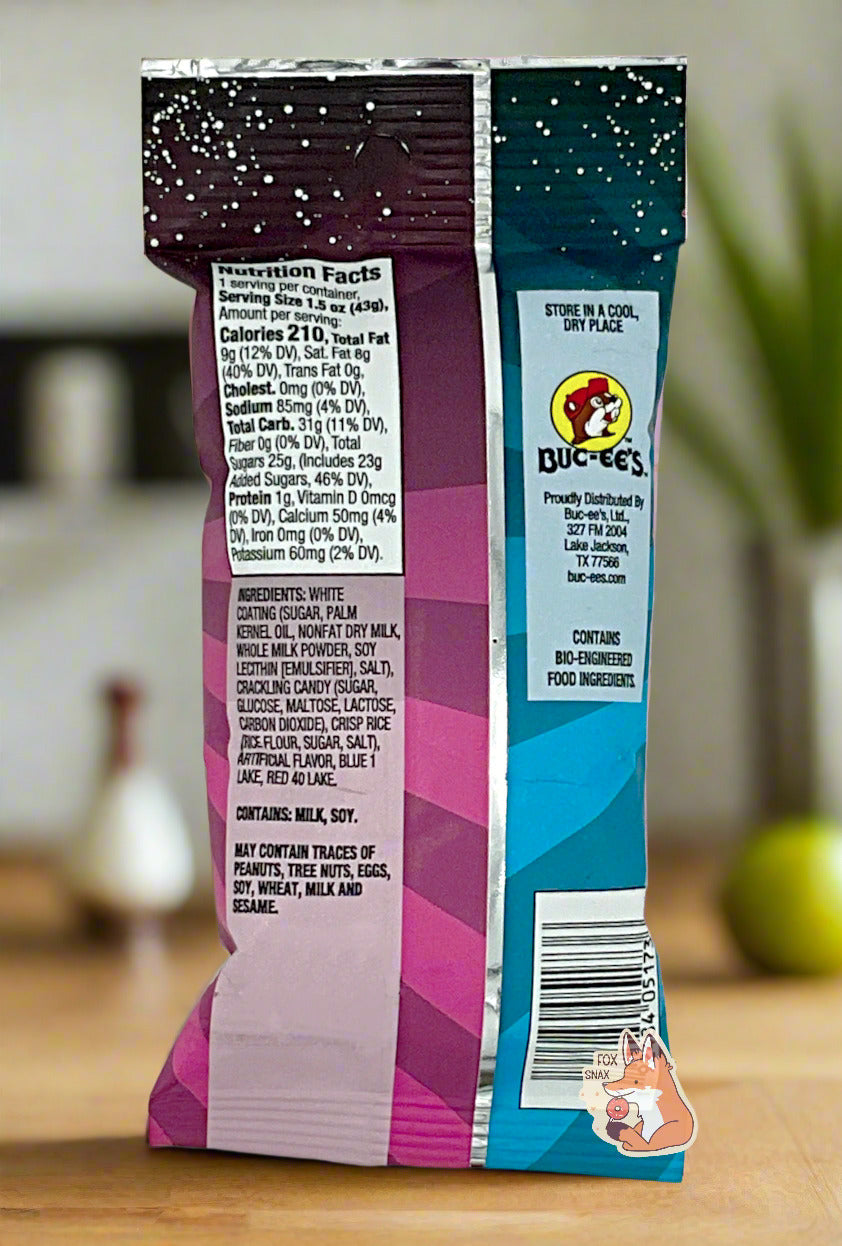 Nutrition Facts
1 serving per container,
Serving Size 1.5 oz (43g),
Amount per serving:
Calories 210, Total Fat
9g (12% DV), Sat. Fat 8g
(40% DV), Trans Fat 0g,
Cholest. 0mg (0% DV),
Sodium 85mg (4% DV),
Total Carb. 31g (11% DV),
Fiber 0g (0% DV), Total
Sugars 25g, (Includes 23g
Added Sugars, 46% DV),
Protein 1g, Vitamin D 0mcg
(0% DV), Calcium 50mg (4%
DV), Iron 0mg (0% DV),
Potassium 60mg (2% DV).
INGREDIENTS: WHITE
COATING (SUGAR, PALM
KERNEL OIL, NONFAT DRY MILK,
WHOLE MILK POWDER, SOY
LECITHIN [EMULSIFIER], SALT),
CRACKLING CANDY (SUGAR,
GLUCOSE, MALTOSE, LACTOSE,
CARBON DIOXIDE), CRISP RICE
(RICE FLOUR, SUGAR, SALT),
ARTIFICIAL FLAVOR, BLUE 1
LAKE, RED 40 LAKE.
CONTAINS: MILK, SOY.
MAY CONTAIN TRACES OF
PEANUTS, TREE NUTS, EGGS,
SOY, WHEAT, MILK AND
SESAME.
STORE IN A COOL,
DRY PLACE
BUC-EE'S™
Proudly Distributed By
Buc-ee's, Ltd.,
327 FM 2004
Lake Jackson,
TX 77566
buc-ees.com
CONTAINS
BIO-ENGINEERED
FOOD INGREDIENTS.
34 05173
FOX
SNAX